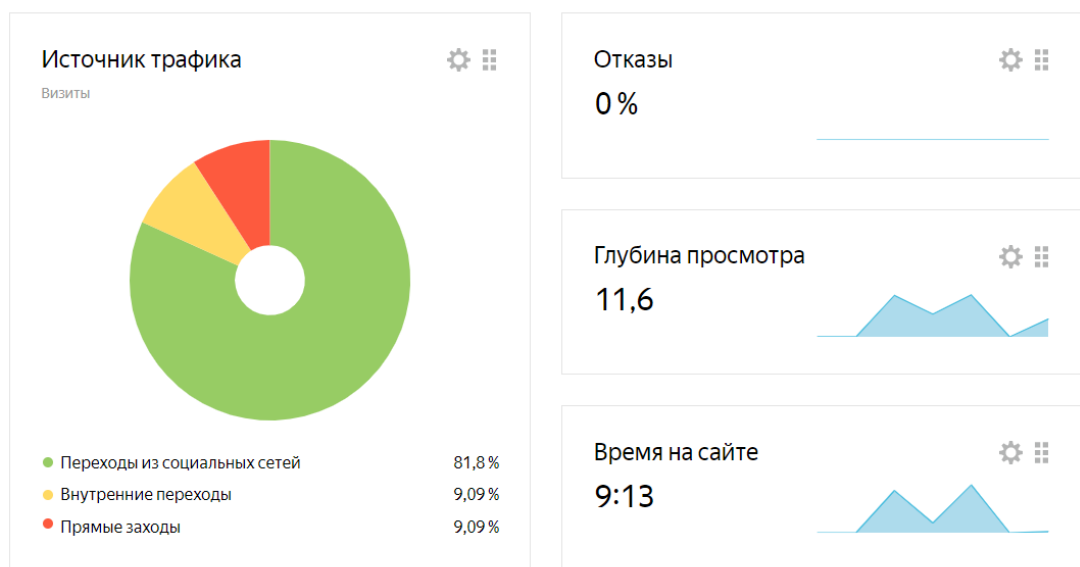 Источник трафика
Визиты
Переходы из социальных сетей 81,8 %
Внутренние переходы 9,09 %
Прямые заходы 9,09 %
Отказы
0 %
Глубина просмотра
11,6
Время на сайте
9:13